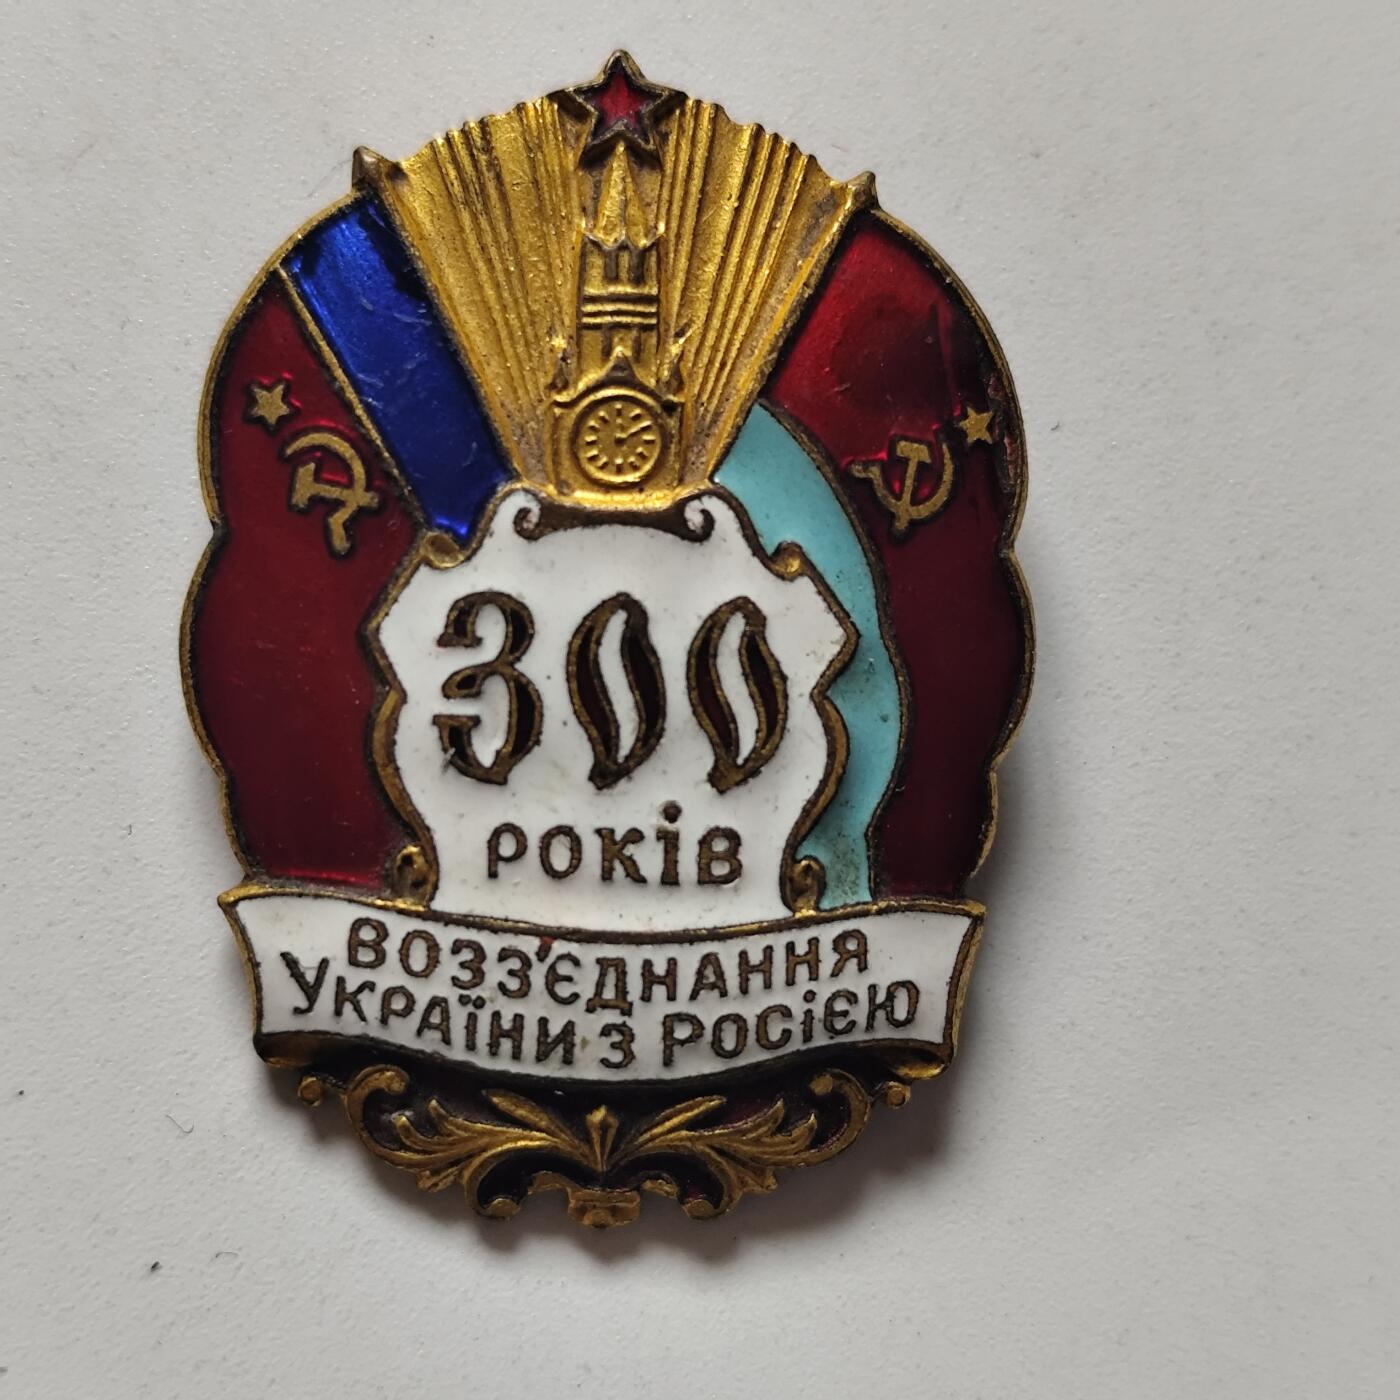 300
РОКІВ
ВОЗЗ'ЄДНАННЯ
УКРАЇНИ З РОСІЄЮ